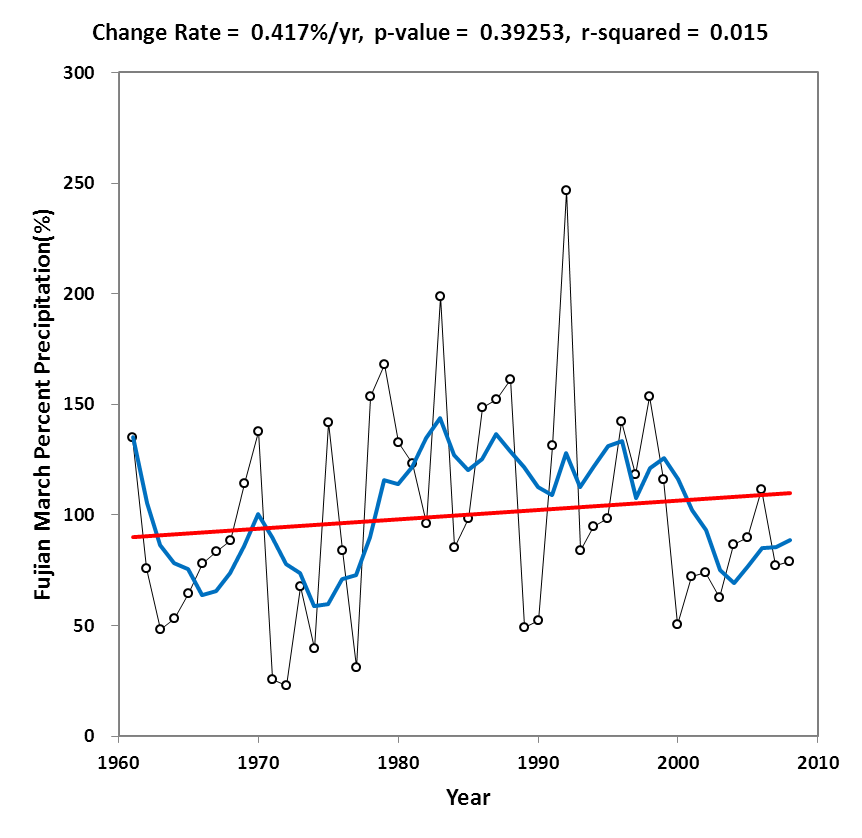 Change Rate = 0.417%/yr, p-value = 0.39253, r-squared = 0.015
300
250
200
150
100
50
0
Fujian March Percent Precipitation(%)
1960 1970 1980 1990 2000 2010
Year